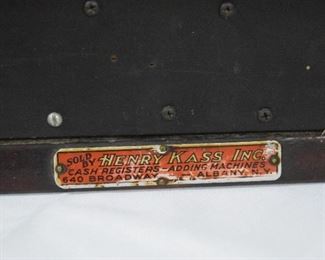 SOLD BY HENRY KASS INC.
CASH REGISTERS-ADDING MACHINES
640 BROADWAY ALBANY, N.Y.